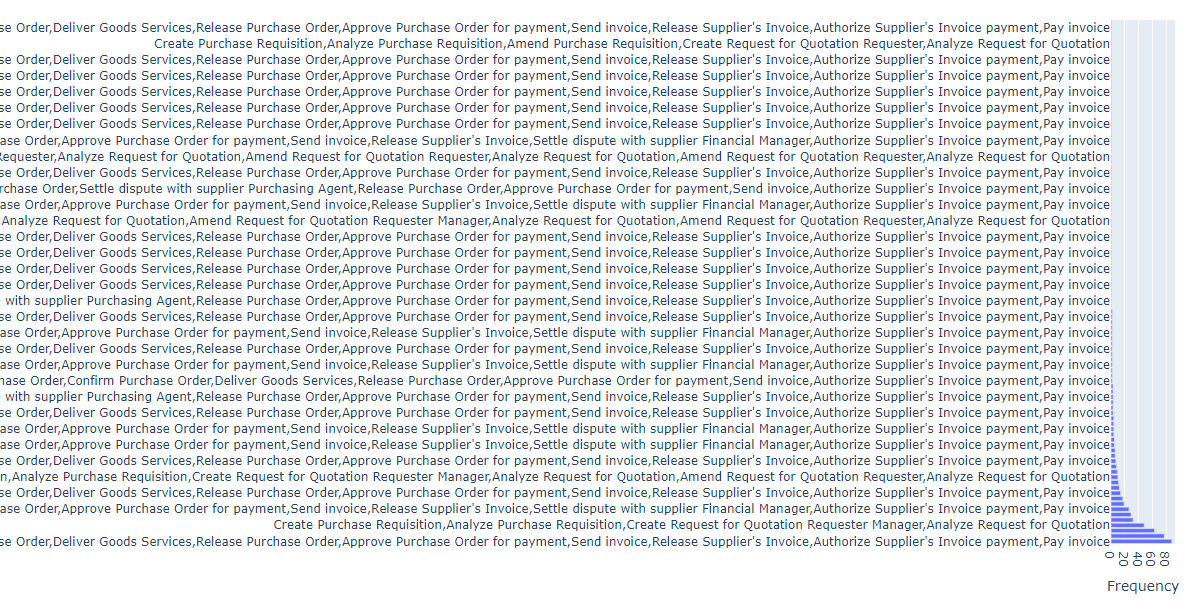 se Order,Deliver Goods Services,Release Purchase Order,Approve Purchase Order for payment,Send invoice,Release Supplier's Invoice,Authorize Supplier's Invoice payment,Pay invoice
Create Purchase Requisition,Analyze Purchase Requisition,Amend Purchase Requisition,Create Request for Quotation Requester,Analyze Request for Quotation
se Order,Deliver Goods Services,Release Purchase Order,Approve Purchase Order for payment,Send invoice,Release Supplier's Invoice,Authorize Supplier's Invoice payment,Pay invoice
se Order,Deliver Goods Services,Release Purchase Order,Approve Purchase Order for payment,Send invoice,Release Supplier's Invoice,Authorize Supplier's Invoice payment,Pay invoice
se Order,Deliver Goods Services,Release Purchase Order,Approve Purchase Order for payment,Send invoice,Release Supplier's Invoice,Authorize Supplier's Invoice payment,Pay invoice
se Order,Deliver Goods Services,Release Purchase Order,Approve Purchase Order for payment,Send invoice,Release Supplier's Invoice,Authorize Supplier's Invoice payment,Pay invoice
se Order,Deliver Goods Services,Release Purchase Order,Approve Purchase Order for payment,Send invoice,Release Supplier's Invoice,Authorize Supplier's Invoice payment,Pay invoice
ase Order,Approve Purchase Order for payment,Send invoice,Release Supplier's Invoice,Settle dispute with supplier Financial Manager,Authorize Supplier's Invoice payment,Pay invoice
Requester,Analyze Request for Quotation,Amend Request for Quotation Requester,Analyze Request for Quotation,Amend Request for Quotation Requester,Analyze Request for Quotation
se Order,Deliver Goods Services,Release Purchase Order,Approve Purchase Order for payment,Send invoice,Release Supplier's Invoice,Authorize Supplier's Invoice payment,Pay invoice
rchase Order,Settle dispute with supplier Purchasing Agent,Release Purchase Order,Approve Purchase Order for payment,Send invoice,Authorize Supplier's Invoice payment,Pay invoice
ase Order,Approve Purchase Order for payment,Send invoice,Release Supplier's Invoice,Settle dispute with supplier Financial Manager,Authorize Supplier's Invoice payment,Pay invoice
,Analyze Request for Quotation,Amend Request for Quotation Requester Manager,Analyze Request for Quotation,Amend Request for Quotation Requester,Analyze Request for Quotation
se Order,Deliver Goods Services,Release Purchase Order,Approve Purchase Order for payment,Send invoice,Release Supplier's Invoice,Authorize Supplier's Invoice payment,Pay invoice
se Order,Deliver Goods Services,Release Purchase Order,Approve Purchase Order for payment,Send invoice,Release Supplier's Invoice,Authorize Supplier's Invoice payment,Pay invoice
se Order,Deliver Goods Services,Release Purchase Order,Approve Purchase Order for payment,Send invoice,Release Supplier's Invoice,Authorize Supplier's Invoice payment,Pay invoice
se Order,Deliver Goods Services,Release Purchase Order,Approve Purchase Order for payment,Send invoice,Release Supplier's Invoice,Authorize Supplier's Invoice payment,Pay invoice
with supplier Purchasing Agent,Release Purchase Order,Approve Purchase Order for payment,Send invoice,Release Supplier's Invoice,Authorize Supplier's Invoice payment,Pay invoice
se Order,Deliver Goods Services,Release Purchase Order,Approve Purchase Order for payment,Send invoice,Release Supplier's Invoice,Authorize Supplier's Invoice payment,Pay invoice
ase Order,Approve Purchase Order for payment,Send invoice,Release Supplier's Invoice,Settle dispute with supplier Financial Manager,Authorize Supplier's Invoice payment,Pay invoice
se Order,Deliver Goods Services,Release Purchase Order,Approve Purchase Order for payment,Send invoice,Release Supplier's Invoice,Authorize Supplier's Invoice payment,Pay invoice
ase Order,Approve Purchase Order for payment,Send invoice,Release Supplier's Invoice,Settle dispute with supplier Financial Manager,Authorize Supplier's Invoice payment,Pay invoice
hase Order,Confirm Purchase Order,Deliver Goods Services,Release Purchase Order,Approve Purchase Order for payment,Send invoice,Authorize Supplier's Invoice payment,Pay invoice
with supplier Purchasing Agent,Release Purchase Order,Approve Purchase Order for payment,Send invoice,Release Supplier's Invoice,Authorize Supplier's Invoice payment,Pay invoice
se Order,Deliver Goods Services,Release Purchase Order,Approve Purchase Order for payment,Send invoice,Release Supplier's Invoice,Authorize Supplier's Invoice payment,Pay invoice
ase Order,Approve Purchase Order for payment,Send invoice,Release Supplier's Invoice,Settle dispute with supplier Financial Manager,Authorize Supplier's Invoice payment,Pay invoice
ase Order,Approve Purchase Order for payment,Send invoice,Release Supplier's Invoice,Settle dispute with supplier Financial Manager,Authorize Supplier's Invoice payment,Pay invoice
se Order,Deliver Goods Services,Release Purchase Order,Approve Purchase Order for payment,Send invoice,Release Supplier's Invoice,Authorize Supplier's Invoice payment,Pay invoice
n,Analyze Purchase Requisition,Create Request for Quotation Requester Manager,Analyze Request for Quotation,Amend Request for Quotation Requester,Analyze Request for Quotation
se Order,Deliver Goods Services,Release Purchase Order,Approve Purchase Order for payment,Send invoice,Release Supplier's Invoice,Authorize Supplier's Invoice payment,Pay invoice
ase Order,Approve Purchase Order for payment,Send invoice,Release Supplier's Invoice,Settle dispute with supplier Financial Manager,Authorize Supplier's Invoice payment,Pay invoice
Create Purchase Requisition,Analyze Purchase Requisition,Create Request for Quotation Requester Manager,Analyze Request for Quotation
se Order,Deliver Goods Services,Release Purchase Order,Approve Purchase Order for payment,Send invoice,Release Supplier's Invoice,Authorize Supplier's Invoice payment,Pay invoice
0 20 40 60 80
Frequency